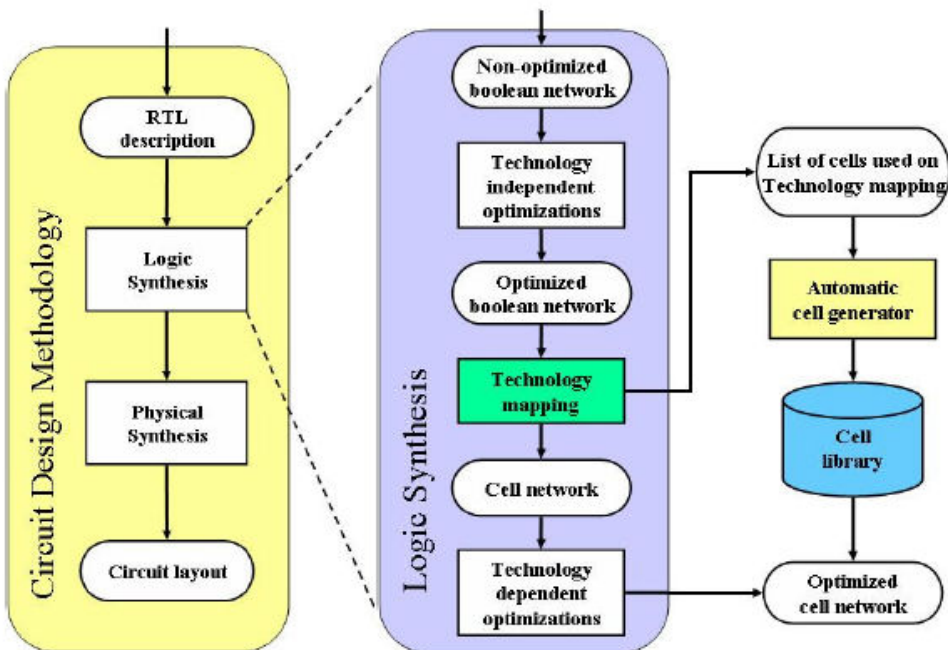 Circuit Design Methodology
RTL
description
Logic
Synthesis
Physical
Synthesis
Circuit layout
Logic Synthesis
Non-optimized
boolean network
Technology
independent
optimizations
Optimized
boolean network
Technology
mapping
Cell network
Technology
dependent
optimizations
List of cells used on
Technology mapping
Automatic
cell generator
Cell
library
Optimized
cell network